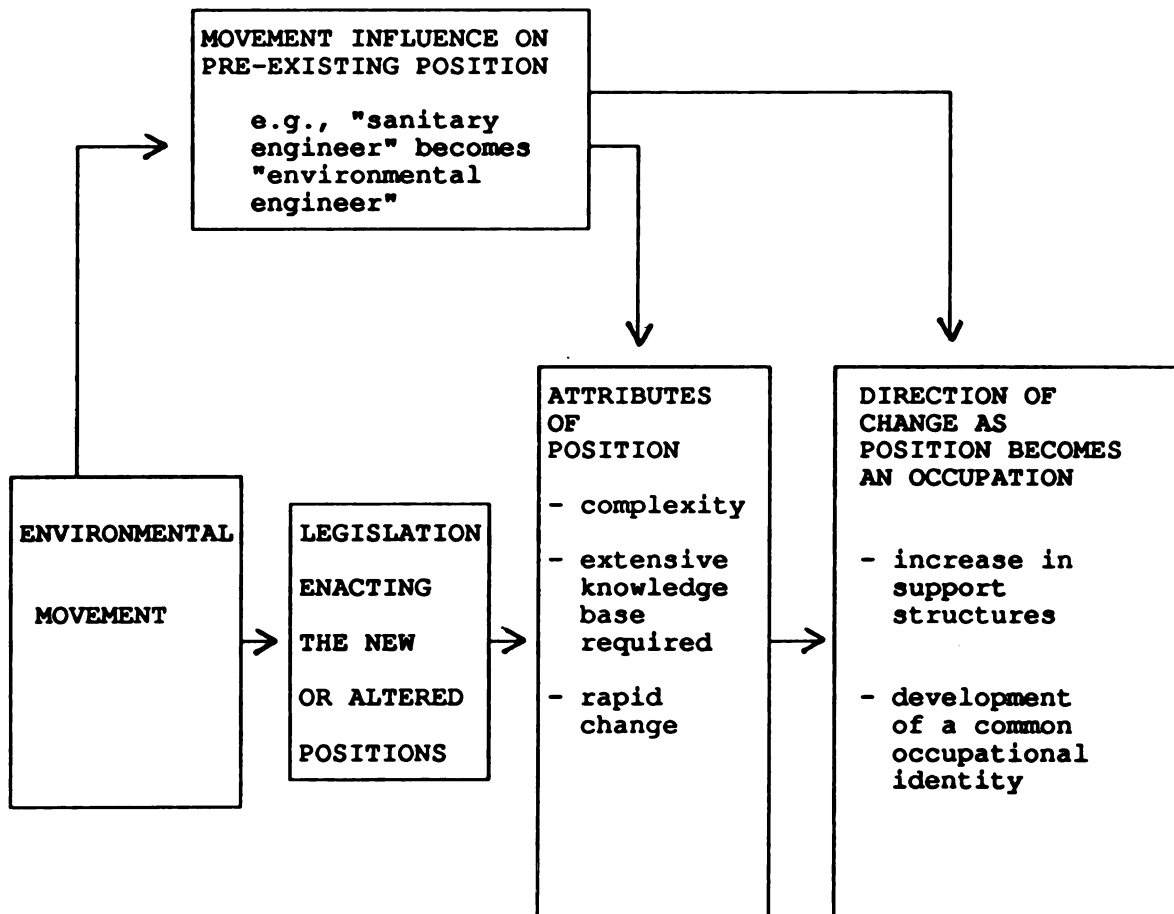 MOVEMENT INFLUENCE ON
PRE-EXISTING POSITION
e.g., "sanitary
engineer" becomes
"environmental
engineer"
ENVIRONMENTAL
MOVEMENT
LEGISLATION
ENACTING
THE NEW
OR ALTERED
POSITIONS
ATTRIBUTES
OF
POSITION
- complexity
- extensive
knowledge
base
required
- rapid
change
DIRECTION OF
CHANGE AS
POSITION BECOMES
AN OCCUPATION
- increase in
support
structures
- development
of a common
occupational
identity